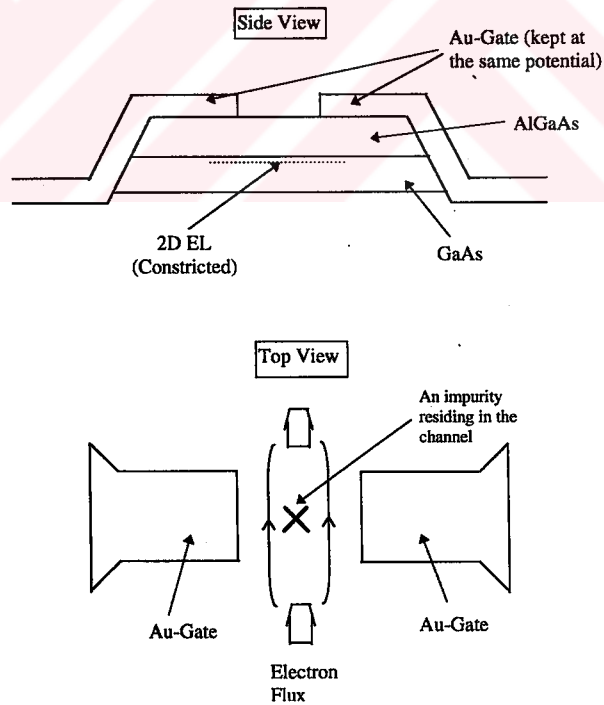 Side View
Au-Gate (kept at
the same potential)
AlGaAs
2D EL
(Constricted)
GaAs
Top View
An impurity
residing in the
channel
Au-Gate
Au-Gate
Electron
Flux